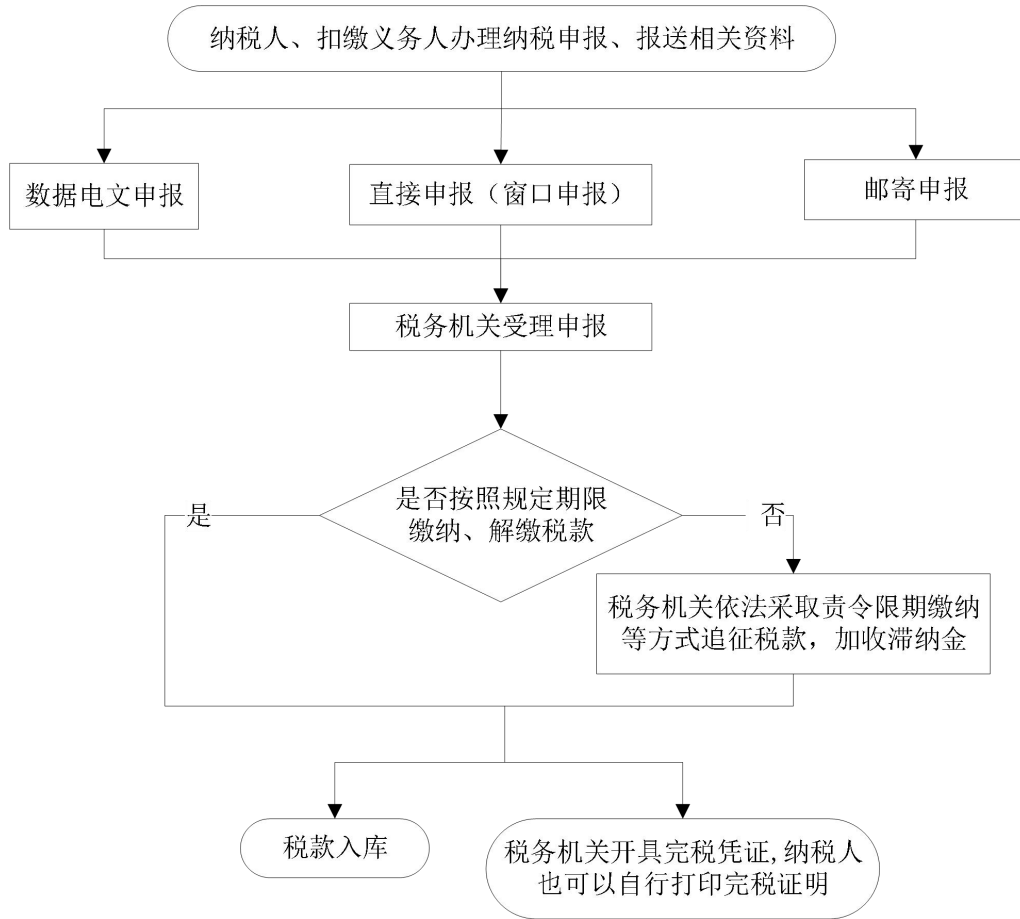 纳税人、扣缴义务人办理纳税申报、报送相关资料
数据电文申报
直接申报（窗口申报）
邮寄申报
税务机关受理申报
是否按照规定期限
缴纳、解缴税款
是
否
税务机关依法采取责令限期缴纳
等方式追征税款，加收滞纳金
税款入库
税务机关开具完税凭证,纳税人
也可以自行打印完税证明